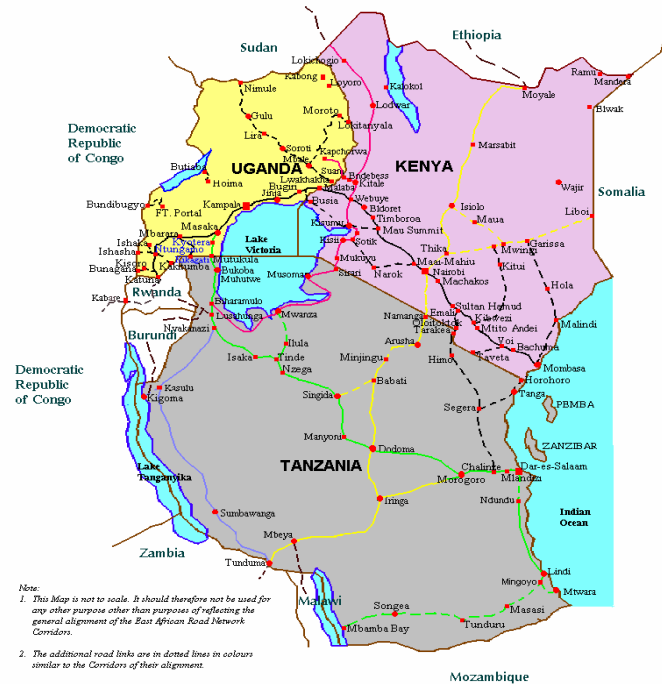 Ethiopia
Sudan
Lokichogio
Ramu
Mandera
Nimule
Kabong
Loyoro
Kalokol
Moyale
Elwak
Lodwar
Gulu
Moroto
Lokitanyala
Democratic
Republic
of Congo
Lira
Marsabit
Soroti
Mbale
Kapchorwa
Suam
UGANDA
KENYA
Butiaba
Hoima
Lwakhakha
Bndebess
Kitale
Wajir
Somalia
Bugiri
Malaba
Jinja
Webuye
Bundibugyo
FT. Portal
Kampala
Busia
Eldoret
Isiolo
Liboi
Timboroa
Maua
Masaka
Kisumu
Mau Summit
Mbarara
Ishaka
Kyotera
Lake
Victoria
Kisii
Sotik
Thika
Mwingi
Garissa
Ishasha
Ntungamo
Mutukula
Mukuyu
Maai-Mahiu
Kisoro
Kikagati
Bunagana
Kakitumba
Bukoba
Muhutwe
Musoma
Sirari
Narok
Nairobi
Kitui
Katuna
Machakos
Hola
Kabare
Rwanda
Biharamulo
Lusahunga
Mwanza
Sultan Hamud
Emali
Namanga
Oloitoktok
Kibwezi
Malindi
Burundi
Nyakanazi
Tarakea
Mtito Andei
Ilula
Arusha
Voi
Bachuma
Isaka
Tinde
Minjingu
Himo
Taveta
Mombasa
Democratic
Republic
of Congo
Nzega
Kasulu
Babati
Horohoro
Kigoma
Singida
Tanga
Segera
PEMBA
Manyoni
Dodoma
ZANZIBAR
TANZANIA
Lake
Tanganyika
Chalinze
Dar-es-Salaam
Morogoro
Mlandizi
Iringa
Ndundu
Sumbawanga
Indian
Ocean
Mbeya
Zambia
Tunduma
Lindi
Mingoyo
Mtwara
Malawi
Songea
Masasi
Mbamba Bay
Tunduru
Mozambique
Note:
1. This Map is not to scale. It should therefore not be used for
any other purpose other than purposes of reflecting the
general alignment of the East African Road Network
Corridors.
2. The additional road links are in dotted lines in colours
similar to the Corridors of their alignment.